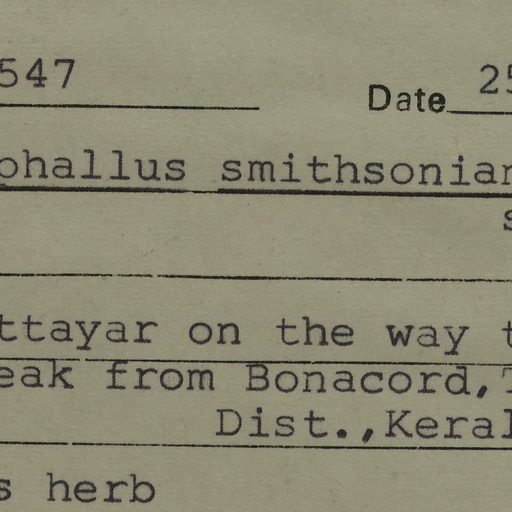 547 Date 25
phallus smithsonian
s
ttayar on the way t
eak from Bonacord, T
Dist., Keral
s herb